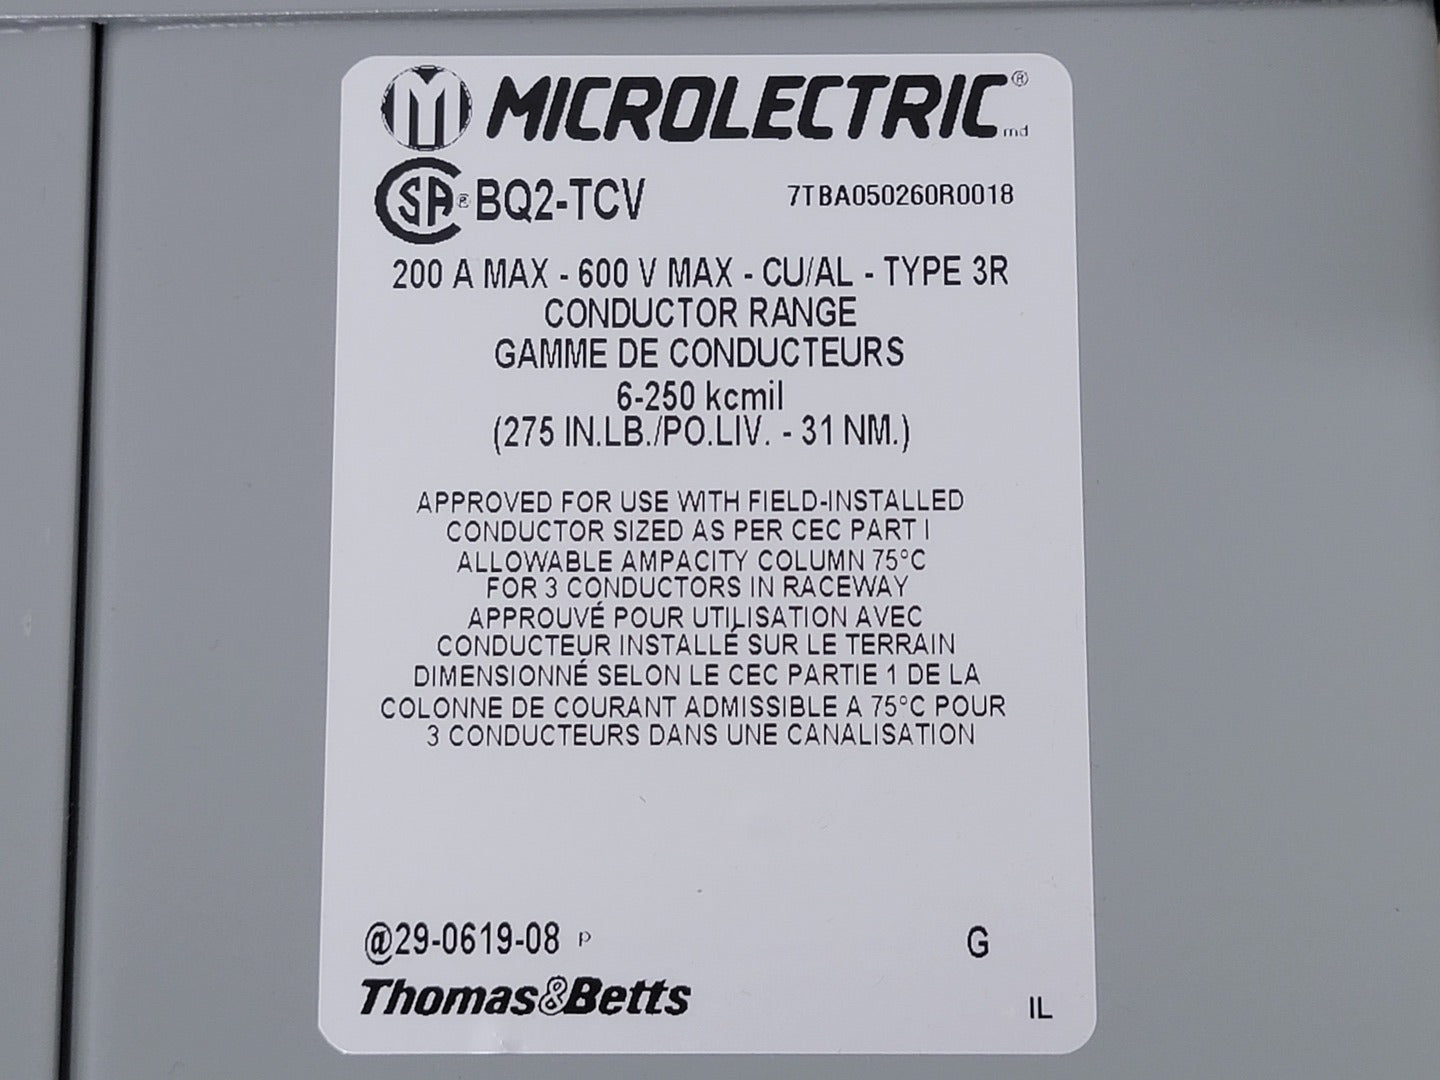 M MICROLECTRIC® md
CSA® BQ2-TCV 7TBA050260R0018
200 A MAX - 600 V MAX - CU/AL - TYPE 3R
CONDUCTOR RANGE
GAMME DE CONDUCTEURS
6-250 kcmil
(275 IN.LB./PO.LIV. - 31 NM.)
APPROVED FOR USE WITH FIELD-INSTALLED
CONDUCTOR SIZED AS PER CEC PART I
ALLOWABLE AMPACITY COLUMN 75°C
FOR 3 CONDUCTORS IN RACEWAY
APPROUVÉ POUR UTILISATION AVEC
CONDUCTEUR INSTALLÉ SUR LE TERRAIN
DIMENSIONNÉ SELON LE CEC PARTIE 1 DE LA
COLONNE DE COURANT ADMISSIBLE A 75°C POUR
3 CONDUCTEURS DANS UNE CANALISATION
@29-0619-08 P G
Thomas&Betts
IL